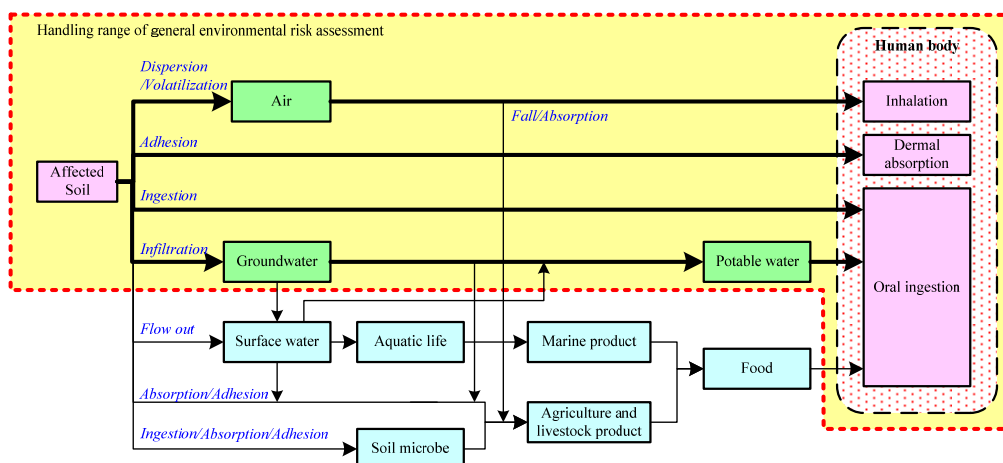 Handling range of general environmental risk assessment
Human body
Dispersion
/Volatilization
Air
Fall/Absorption
Inhalation
Adhesion
Dermal
absorption
Affected
Soil
Ingestion
Infiltration
Groundwater
Potable water
Oral ingestion
Flow out
Surface water
Aquatic life
Marine product
Food
Absorption/Adhesion
Agriculture and
livestock product
Ingestion/Absorption/Adhesion
Soil microbe